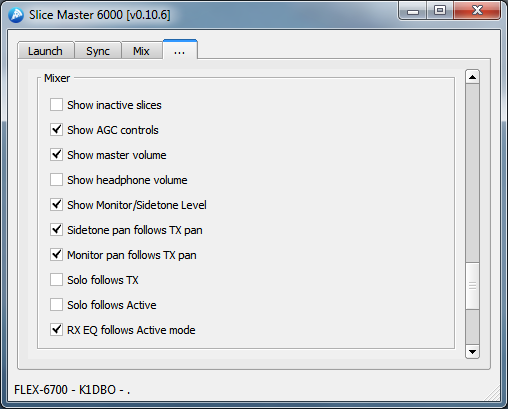 Slice Master 6000 [v0.10.6]
Launch Sync Mix ...
Mixer
Show inactive slices
Show AGC controls
Show master volume
Show headphone volume
Show Monitor/Sidetone Level
Sidetone pan follows TX pan
Monitor pan follows TX pan
Solo follows TX
Solo follows Active
RX EQ follows Active mode
FLEX-6700 - K1DBO - .